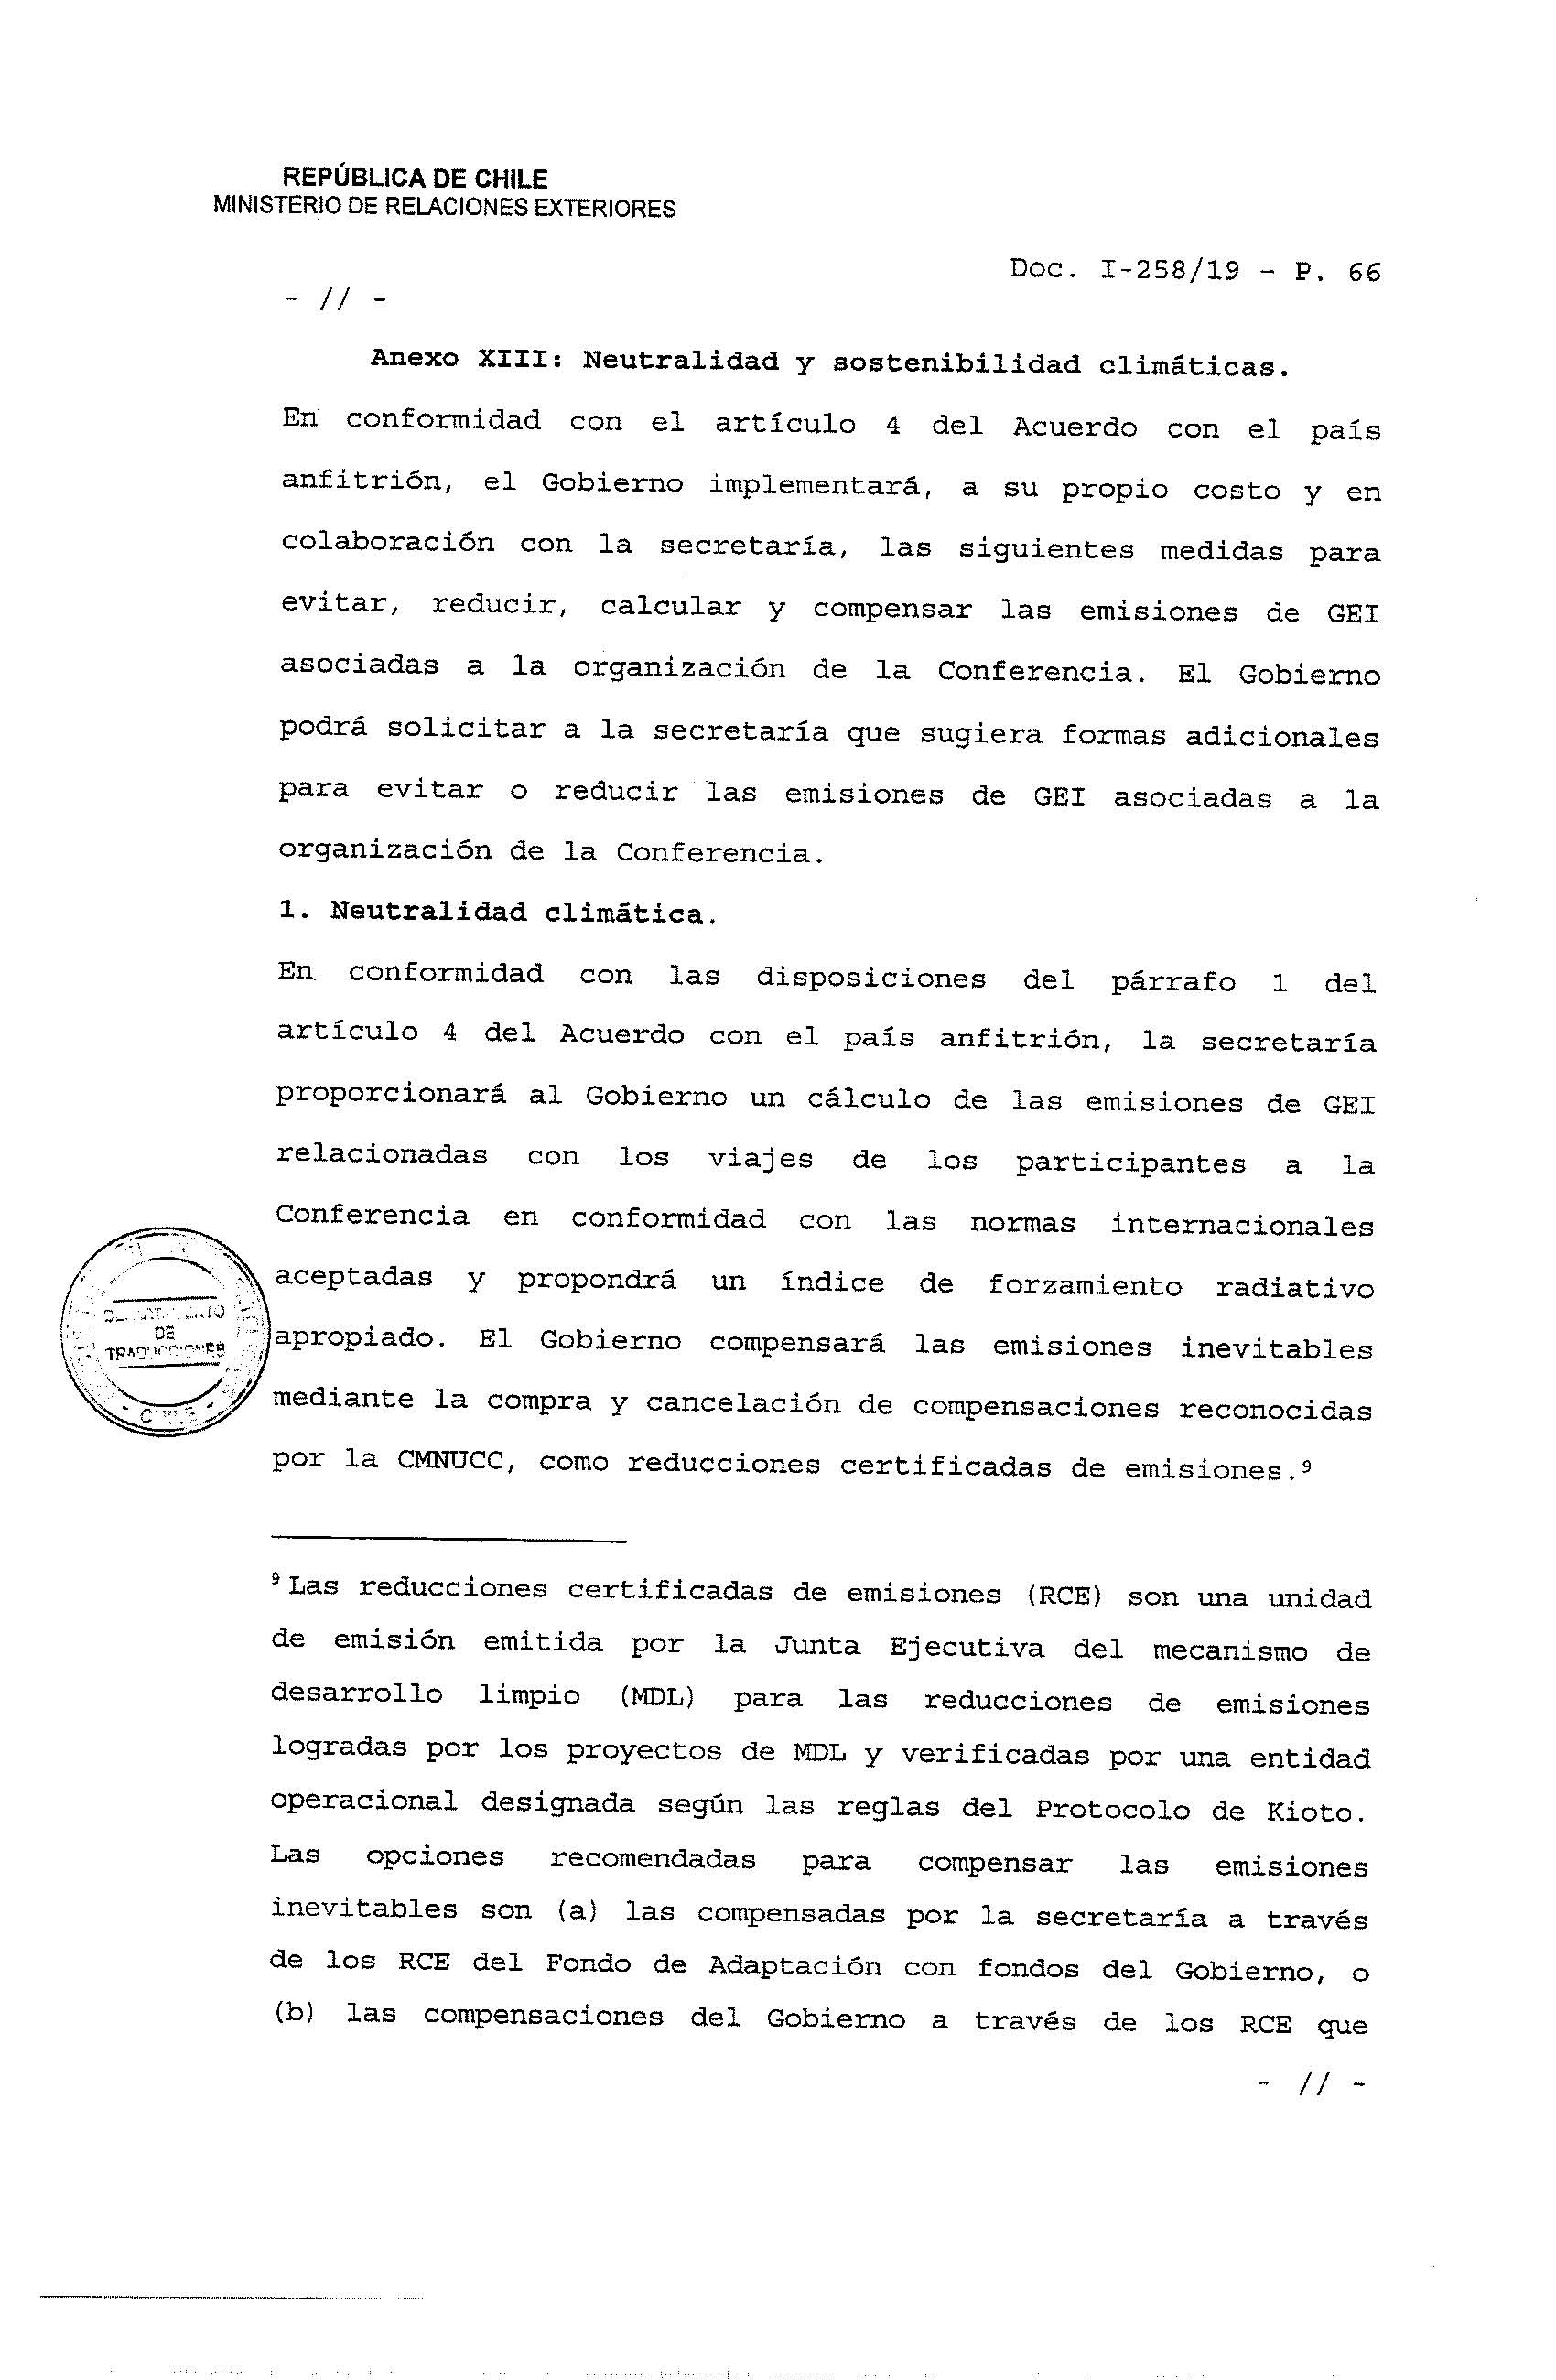 REPÚBLICA DE CHILE
MINISTERIO DE RELACIONES EXTERIORES
Doc. I-258/19 - P. 66
- // -
Anexo XIII: Neutralidad y sostenibilidad climáticas.
En conformidad con el artículo 4 del Acuerdo con el país
anfitrión, el Gobierno implementará, a su propio costo y en
colaboración con la secretaría, las siguientes medidas para
evitar, reducir, calcular y compensar las emisiones de GEI
asociadas a la organización de la Conferencia. El Gobierno
podrá solicitar a la secretaría que sugiera formas adicionales
para evitar o reducir las emisiones de GEI asociadas a la
organización de la Conferencia.
1. Neutralidad climática.
En conformidad con las disposiciones del párrafo 1 del
artículo 4 del Acuerdo con el país anfitrión, la secretaría
proporcionará al Gobierno un cálculo de las emisiones de GEI
relacionadas con los viajes de los participantes a la
Conferencia en conformidad con las normas internacionales
aceptadas y propondrá un índice de forzamiento radiativo
apropiado. El Gobierno compensará las emisiones inevitables
mediante la compra y cancelación de compensaciones reconocidas
por la CMNUCC, como reducciones certificadas de emisiones.⁹
DE
TRADUCCIONES
CHILE
⁹ Las reducciones certificadas de emisiones (RCE) son una unidad
de emisión emitida por la Junta Ejecutiva del mecanismo de
desarrollo limpio (MDL) para las reducciones de emisiones
logradas por los proyectos de MDL y verificadas por una entidad
operacional designada según las reglas del Protocolo de Kioto.
Las opciones recomendadas para compensar las emisiones
inevitables son (a) las compensadas por la secretaría a través
de los RCE del Fondo de Adaptación con fondos del Gobierno, o
(b) las compensaciones del Gobierno a través de los RCE que
- // -